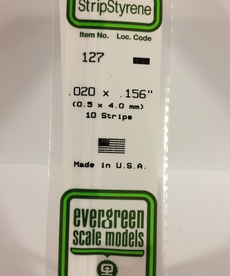 StripStyrene
Item No. Loc. Code
127
.020 x .156"
(0.5 x 4.0 mm)
10 Strips
Made in U.S.A.
evergreen
scale models